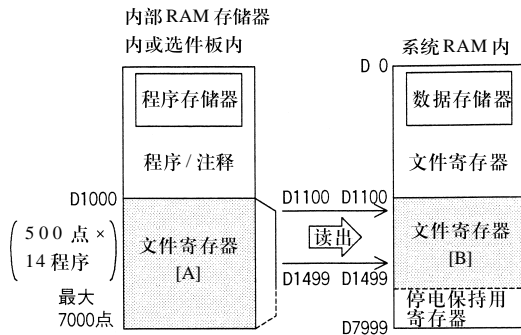 内部RAM存储器
内或选件板内
程序存储器
程序/注释
D1000
500点×
14程序
最大
7000点
文件寄存器
[A]
D1100 D1100
读出
D1499 D1499
系统RAM内
D 0
数据存储器
文件寄存器
文件寄存器
[B]
停电保持用
寄存器
D7999